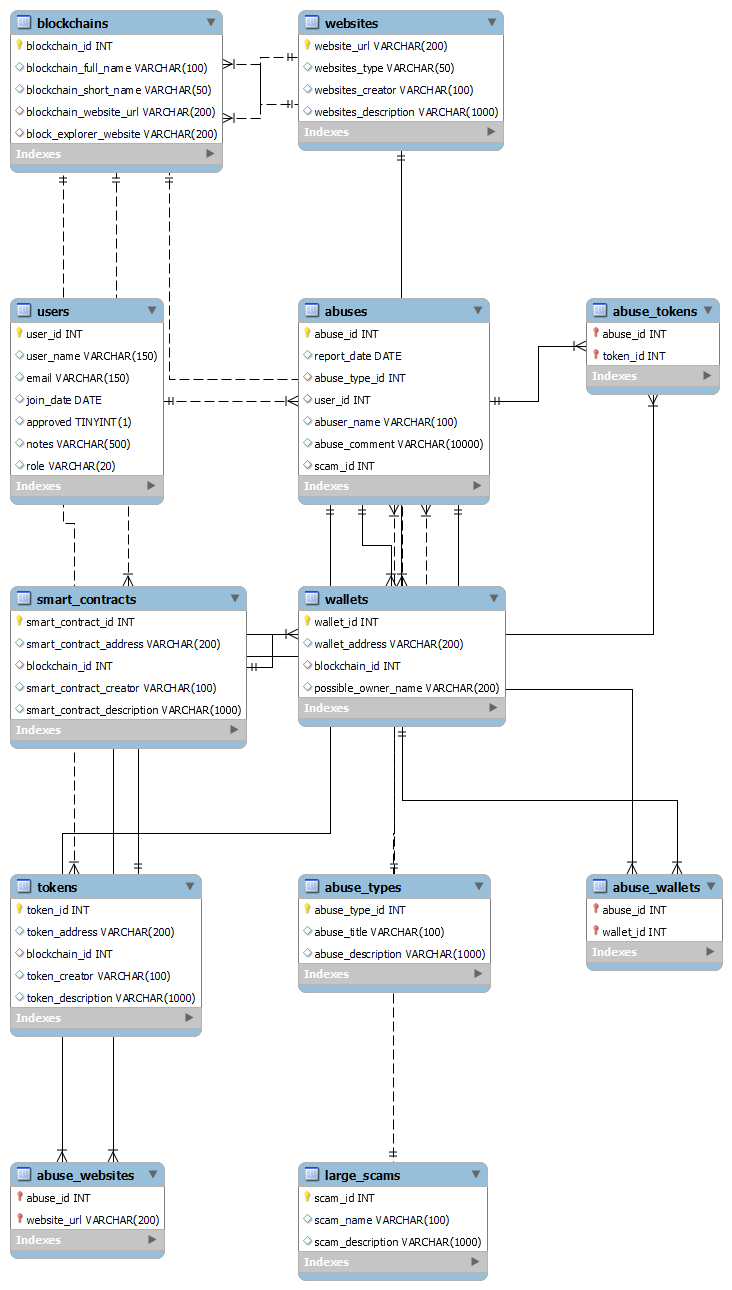 blockchains
blockchain_id INT
blockchain_full_name VARCHAR(100)
blockchain_short_name VARCHAR(50)
blockchain_website_url VARCHAR(200)
block_explorer_website VARCHAR(200)
Indexes
websites
website_url VARCHAR(200)
websites_type VARCHAR(50)
websites_creator VARCHAR(100)
websites_description VARCHAR(1000)
Indexes
users
user_id INT
user_name VARCHAR(150)
email VARCHAR(150)
join_date DATE
approved TINYINT(1)
notes VARCHAR(500)
role VARCHAR(20)
Indexes
abuses
abuse_id INT
report_date DATE
abuse_type_id INT
user_id INT
abuser_name VARCHAR(100)
abuse_comment VARCHAR(10000)
scam_id INT
Indexes
abuse_tokens
abuse_id INT
token_id INT
Indexes
smart_contracts
smart_contract_id INT
smart_contract_address VARCHAR(200)
blockchain_id INT
smart_contract_creator VARCHAR(100)
smart_contract_description VARCHAR(1000)
Indexes
wallets
wallet_id INT
wallet_address VARCHAR(200)
blockchain_id INT
possible_owner_name VARCHAR(200)
Indexes
tokens
token_id INT
token_address VARCHAR(200)
blockchain_id INT
token_creator VARCHAR(100)
token_description VARCHAR(1000)
Indexes
abuse_types
abuse_type_id INT
abuse_title VARCHAR(100)
abuse_description VARCHAR(1000)
Indexes
abuse_wallets
abuse_id INT
wallet_id INT
Indexes
abuse_websites
abuse_id INT
website_url VARCHAR(200)
Indexes
large_scams
scam_id INT
scam_name VARCHAR(100)
scam_description VARCHAR(1000)
Indexes